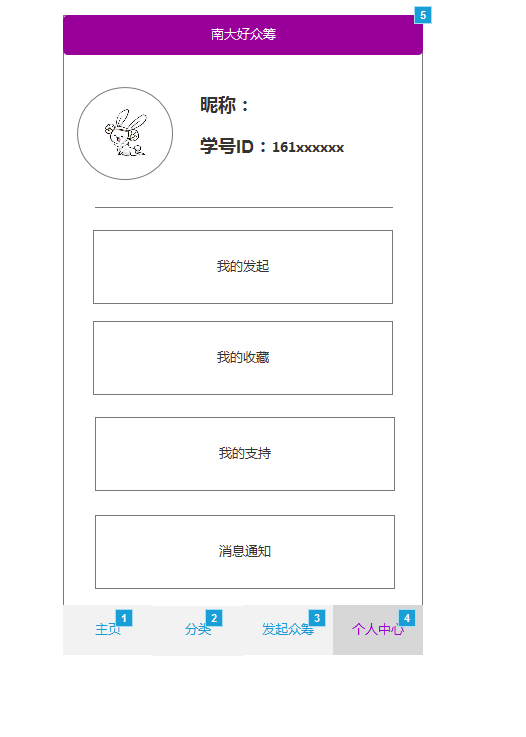 5
南大好众筹
昵称：
学号ID：161xxxxxx
我的发起
我的收藏
我的支持
消息通知
主页 1
分类 2
发起众筹 3
个人中心 4